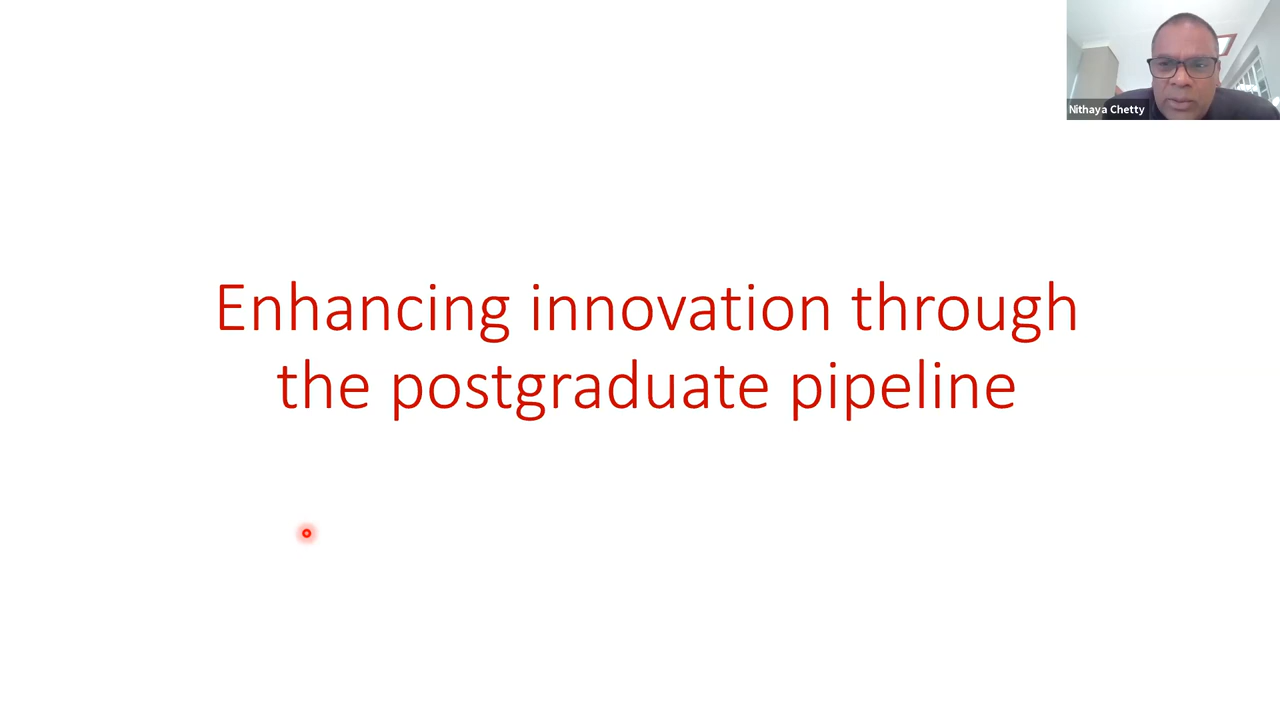 Nithaya Chetty
Enhancing innovation through
the postgraduate pipeline